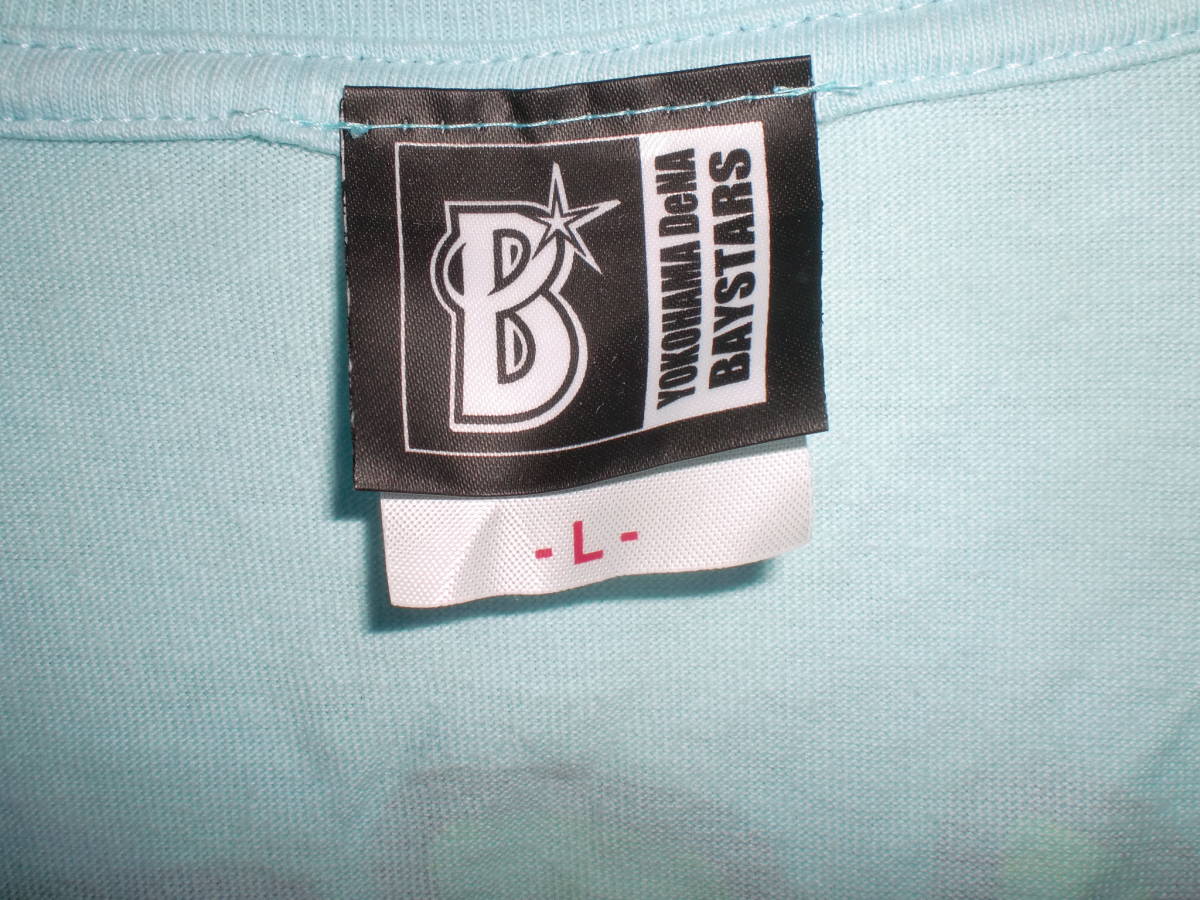 B
YOKOHAMA DeNA
BAYSTARS
- L -